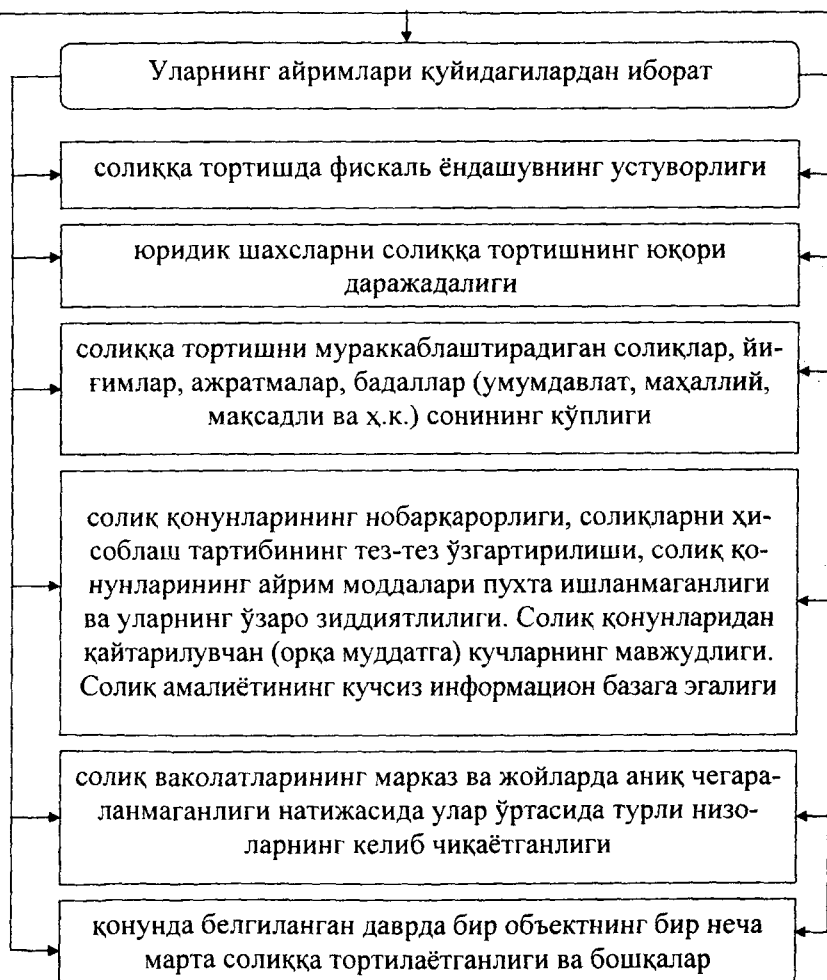 Уларнинг айримлари қуйидагилардан иборат
солиққа тортишда фискаль ёндашувнинг устуворлиги
юридик шахсларни солиққа тортишнинг юқори
даражадалиги
солиққа тортишни мураккаблаштирадиган солиқлар, йи-
ғимлар, ажратмалар, бадаллар (умумдавлат, маҳаллий,
мақсадли ва ҳ.к.) сонининг кўплиги
солиқ қонунларининг нобарқарорлиги, солиқларни ҳи-
соблаш тартибининг тез-тез ўзгартирилиши, солиқ қо-
нунларининг айрим моддалари пухта ишланмаганлиги
ва уларнинг ўзаро зиддиятлилиги. Солиқ қонунларидан
қайтарилувчан (орқа муддатга) кучларнинг мавжудлиги.
Солиқ амалиётининг кучсиз информацион базага эгалиги
солиқ ваколатларининг марказ ва жойларда аниқ чегара-
ланмаганлиги натижасида улар ўртасида турли низо-
ларнинг келиб чиқаётганлиги
қонунда белгиланган даврда бир объектнинг бир неча
марта солиққа тортилаётганлиги ва бошқалар